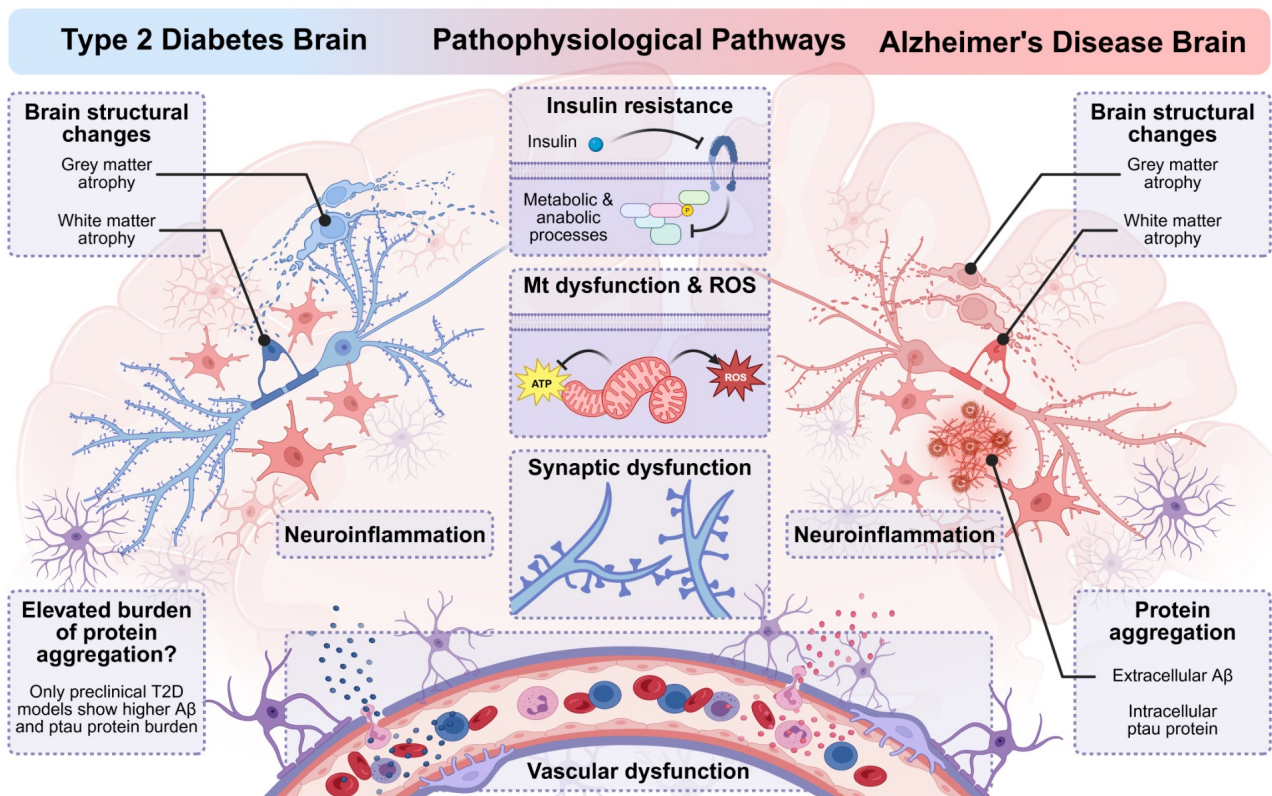 Type 2 Diabetes Brain
Pathophysiological Pathways
Alzheimer's Disease Brain
Brain structural
changes
Grey matter
atrophy
White matter
atrophy
Insulin resistance
Insulin
Metabolic &
anabolic
processes
P
Brain structural
changes
Grey matter
atrophy
White matter
atrophy
Mt dysfunction & ROS
ATP
ROS
Synaptic dysfunction
Neuroinflammation
Neuroinflammation
Elevated burden
of protein
aggregation?
Only preclinical T2D
models show higher Aβ
and ptau protein burden
Protein
aggregation
Extracellular Aβ
Intracellular
ptau protein
Vascular dysfunction